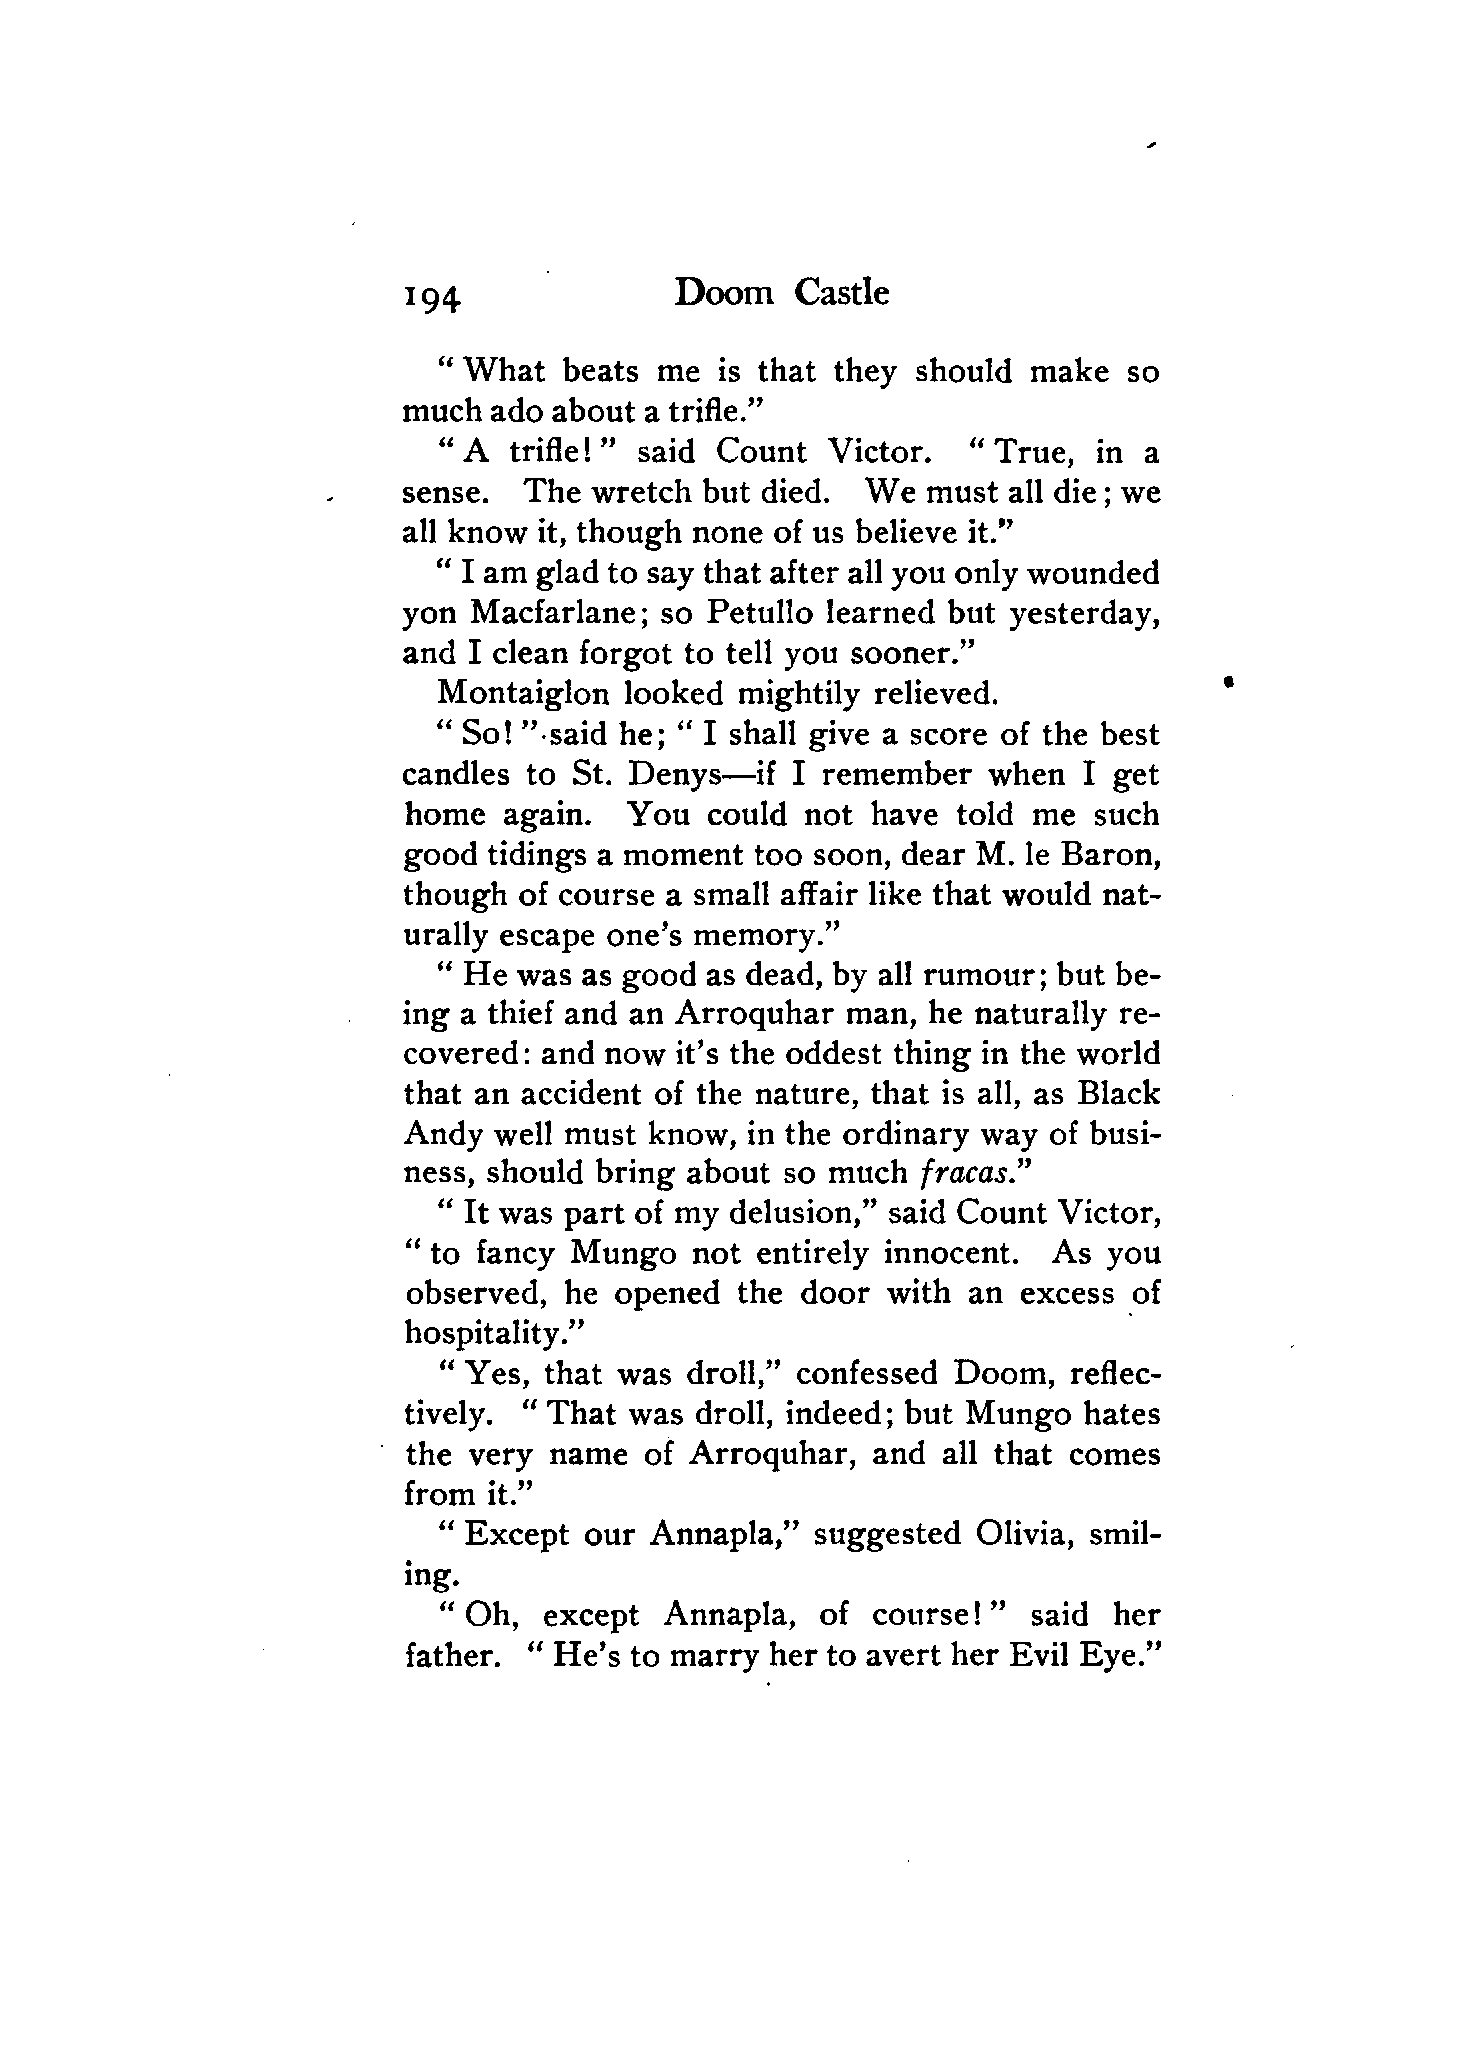 194 Doom Castle
“ What beats me is that they should make so
much ado about a trifle.”
“ A trifle! ” said Count Victor. “ True, in a
sense. The wretch but died. We must all die ; we
all know it, though none of us believe it.”
“ I am glad to say that after all you only wounded
yon Macfarlane; so Petullo learned but yesterday,
and I clean forgot to tell you sooner.”
Montaiglon looked mightily relieved.
“ So! ” said he; “ I shall give a score of the best
candles to St. Denys—if I remember when I get
home again. You could not have told me such
good tidings a moment too soon, dear M. le Baron,
though of course a small affair like that would nat-
urally escape one’s memory.”
“ He was as good as dead, by all rumour; but be-
ing a thief and an Arroquhar man, he naturally re-
covered: and now it’s the oddest thing in the world
that an accident of the nature, that is all, as Black
Andy well must know, in the ordinary way of busi-
ness, should bring about so much fracas.”
“ It was part of my delusion,” said Count Victor,
“ to fancy Mungo not entirely innocent. As you
observed, he opened the door with an excess of
hospitality.”
“ Yes, that was droll,” confessed Doom, reflec-
tively. “ That was droll, indeed; but Mungo hates
the very name of Arroquhar, and all that comes
from it.”
“ Except our Annapla,” suggested Olivia, smil-
ing.
“ Oh, except Annapla, of course! ” said her
father. “ He’s to marry her to avert her Evil Eye.”